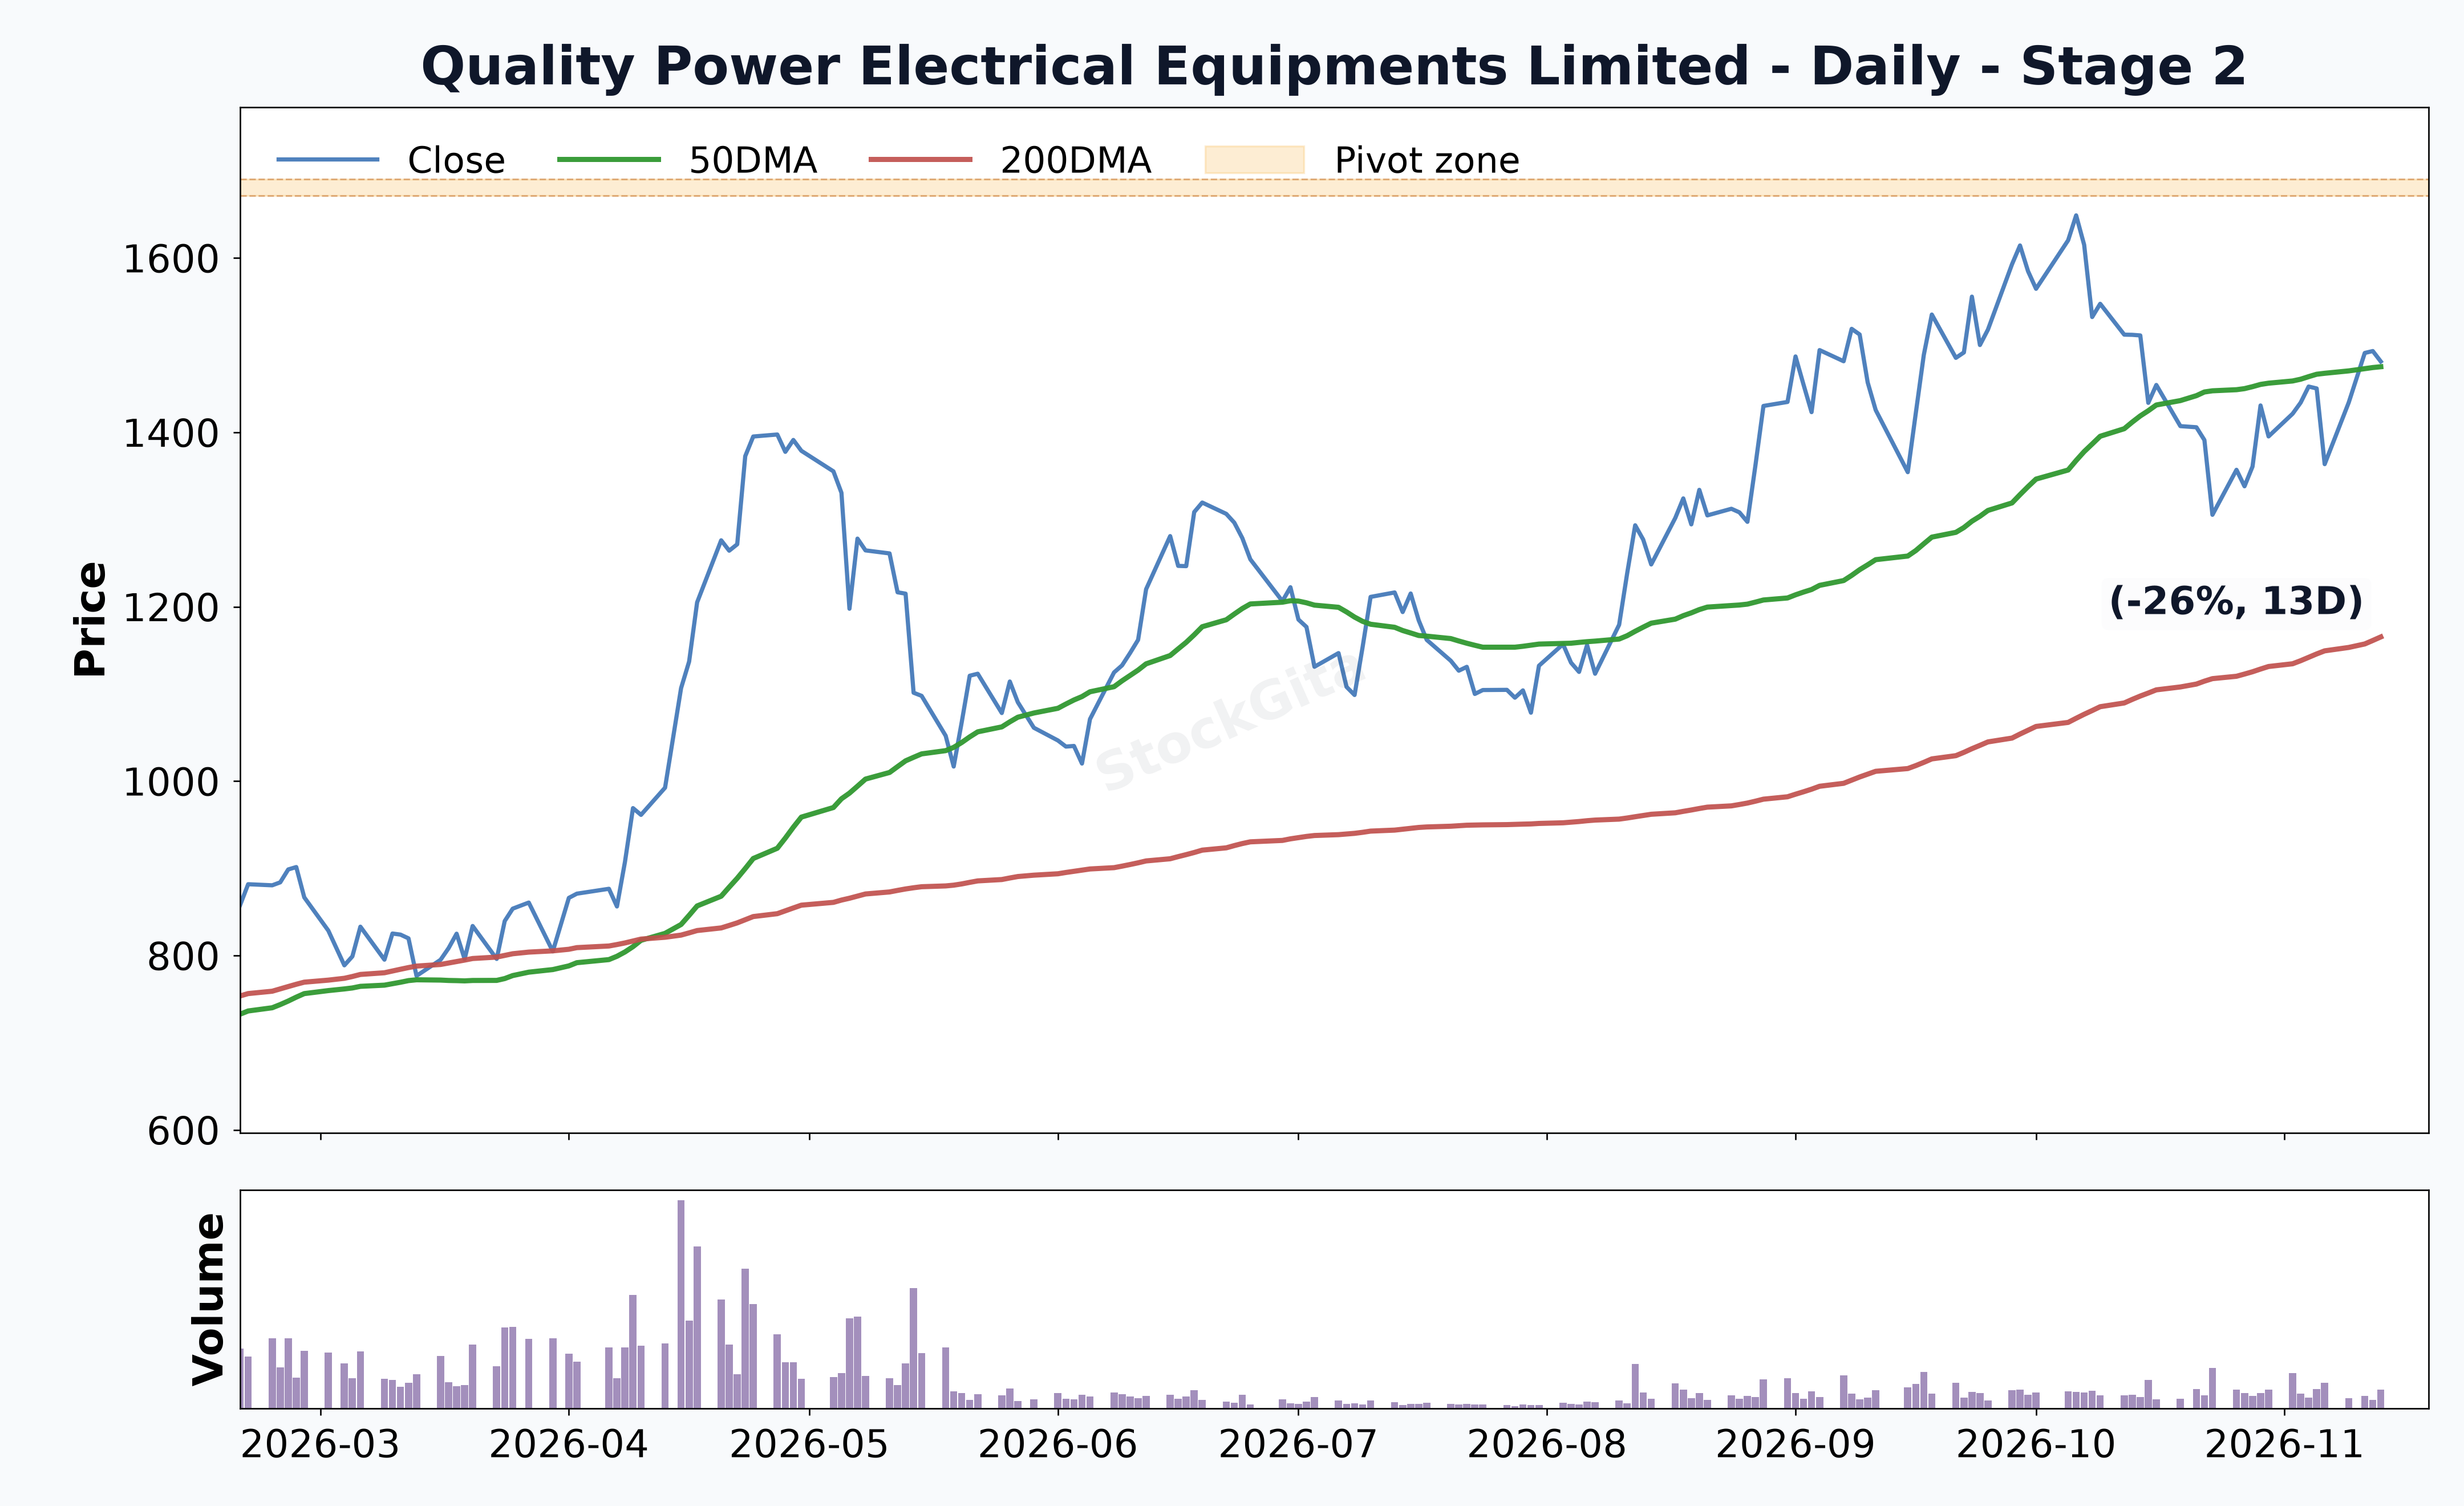 Quality Power Electrical Equipments Limited - Daily - Stage 2
Close 50DMA 200DMA Pivot zone
1600
1400
1200
1000
800
600
Price
(-26%, 13D)
StockGita
Volume
2026-03 2026-04 2026-05 2026-06 2026-07 2026-08 2026-09 2026-10 2026-11